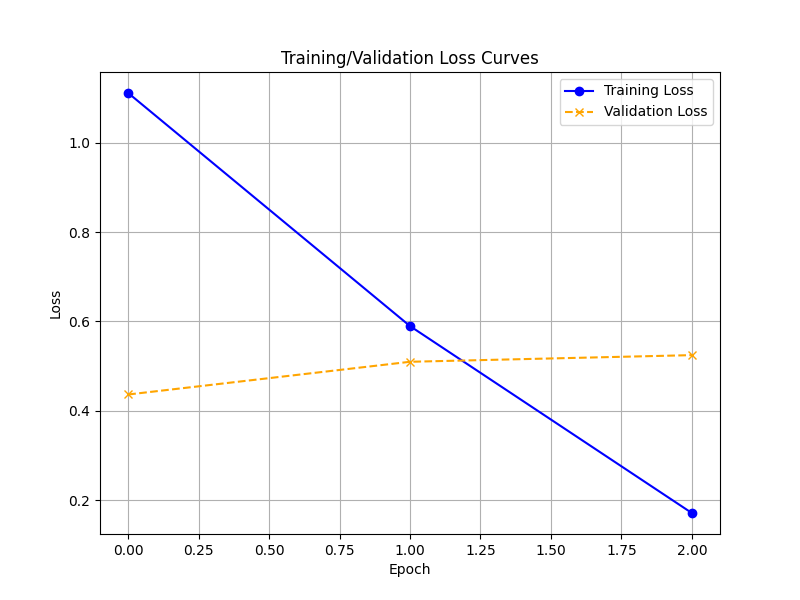 Training/Validation Loss Curves
Training Loss
Validation Loss
1.0
0.8
0.6
0.4
0.2
Loss
0.00 0.25 0.50 0.75 1.00 1.25 1.50 1.75 2.00
Epoch